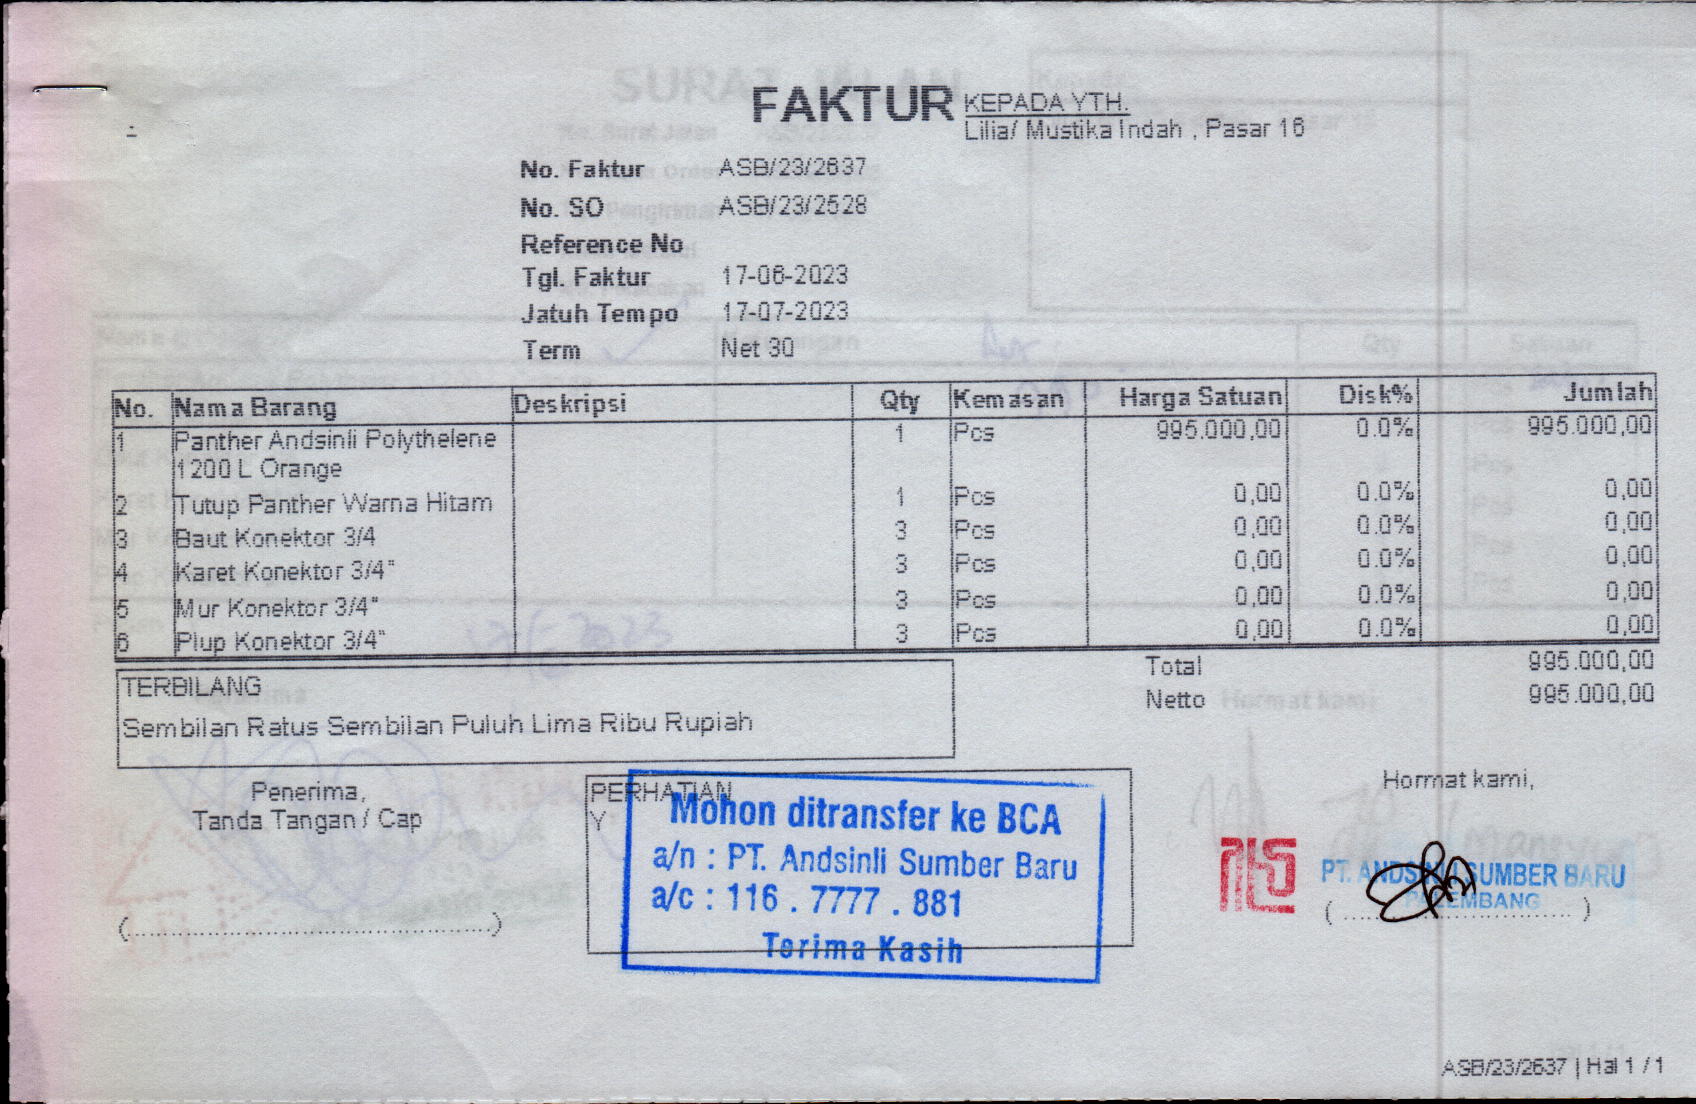 FAKTUR
KEPADA YTH.
Lilia/ Mustika Indah , Pasar 16
No. Faktur ASB/23/2637
No. SO ASB/23/2528
Reference No
Tgl. Faktur 17-06-2023
Jatuh Tempo 17-07-2023
Term Net 30
No. Nama Barang Deskripsi Qty Kemasan Harga Satuan Disk% Jumlah
1 Panther Andsinli Polythelene 1 Pcs 995.000,00 0.0% 995.000,00
1200 L Orange
2 Tutup Panther Warna Hitam 1 Pcs 0,00 0.0% 0,00
3 Baut Konektor 3/4 3 Pcs 0,00 0.0% 0,00
4 Karet Konektor 3/4" 3 Pcs 0,00 0.0% 0,00
5 Mur Konektor 3/4" 3 Pcs 0,00 0.0% 0,00
6 Plup Konektor 3/4" 3 Pcs 0,00 0.0% 0,00
Total 995.000,00
Netto 995.000,00
TERBILANG
Sembilan Ratus Sembilan Puluh Lima Ribu Rupiah
Penerima,
Tanda Tangan / Cap
(..................................................)
PERHATIAN
Y
Mohon ditransfer ke BCA
a/n : PT. Andsinli Sumber Baru
a/c : 116 . 7777 . 881
Terima Kasih
Hormat kami,
PT. ANDSINLI SUMBER BARU
PALEMBANG
ASB/23/2637 | Hal 1 / 1